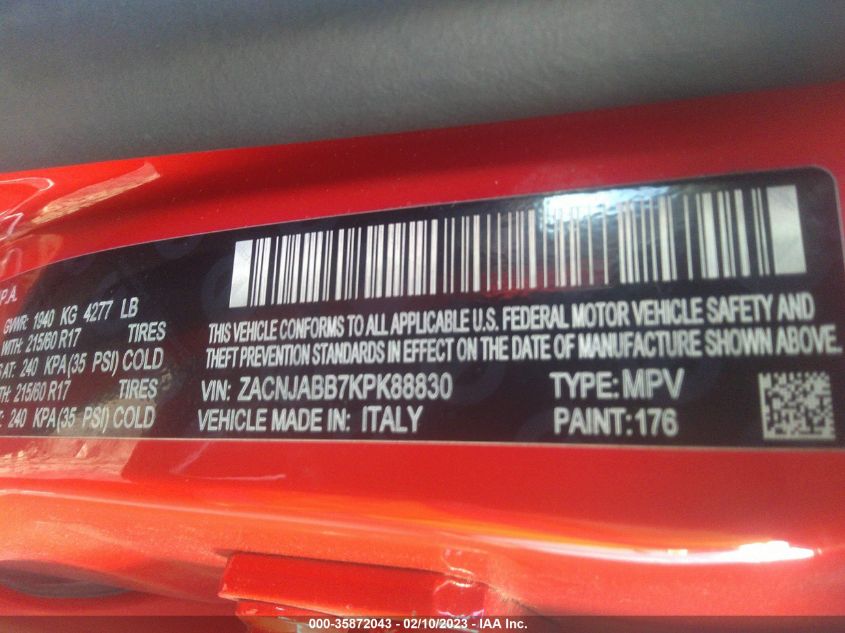 P.A.
GVWR: 1940 KG 4277 LB
WITH: 215/60 R17 TIRES
AT: 240 KPA(35 PSI) COLD
TH: 215/60 R17 TIRES
: 240 KPA(35 PSI) COLD
THIS VEHICLE CONFORMS TO ALL APPLICABLE U.S. FEDERAL MOTOR VEHICLE SAFETY AND
THEFT PREVENTION STANDARDS IN EFFECT ON THE DATE OF MANUFACTURE SHOWN ABOVE.
VIN: ZACNJABB7KPK88830 TYPE: MPV
VEHICLE MADE IN: ITALY PAINT: 176
000-35872043 - 02/10/2023 - IAA Inc.